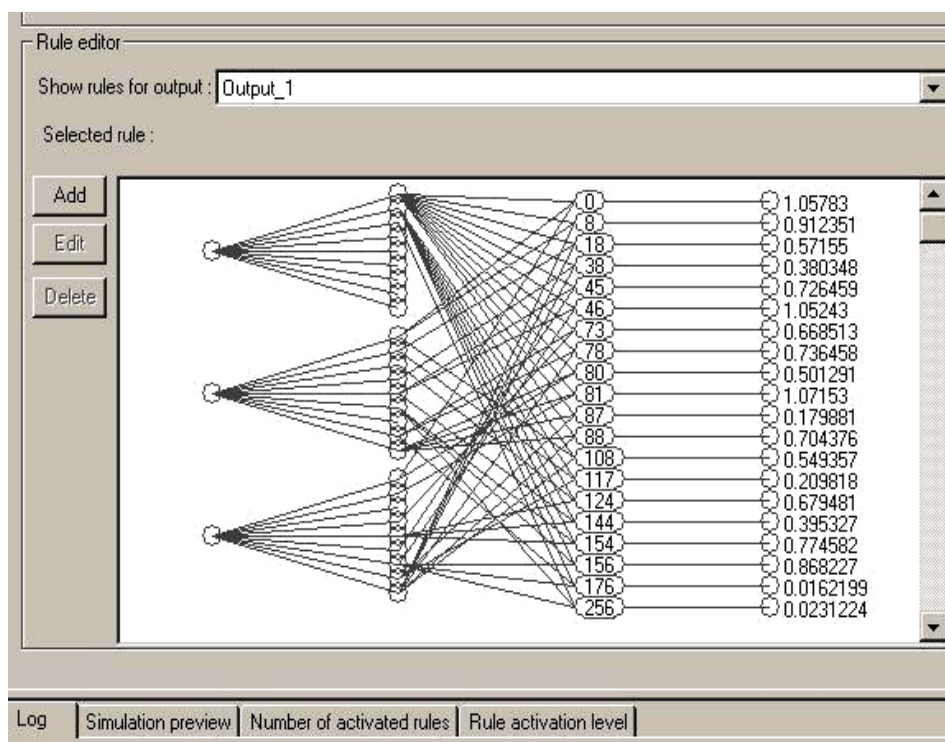 Rule editor
Show rules for output : Output_1
Selected rule :
Add
Edit
Delete
0 1.05783
8 0.912351
18 0.57155
38 0.380348
45 0.726459
46 1.05243
73 0.668513
78 0.736458
80 0.501291
81 1.07153
87 0.179881
88 0.704376
108 0.549357
117 0.209818
124 0.679481
144 0.395327
154 0.774582
156 0.868227
176 0.0162199
256 0.0231224
Log Simulation preview Number of activated rules Rule activation level